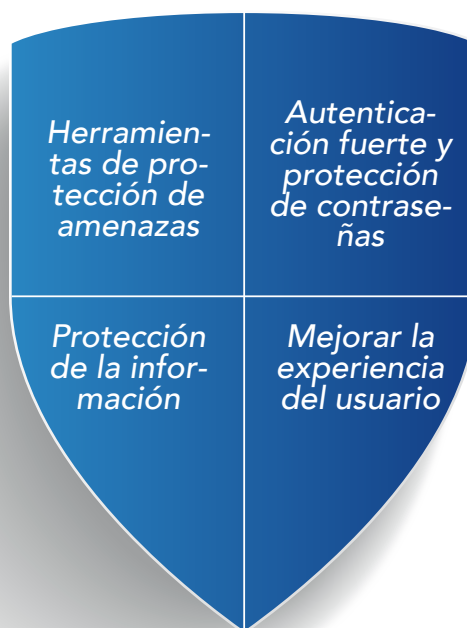 Herramien-
tas de pro-
tección de
amenazas
Autentica-
ción fuerte y
protección
de contrase-
ñas
Protección
de la infor-
mación
Mejorar la
experiencia
del usuario